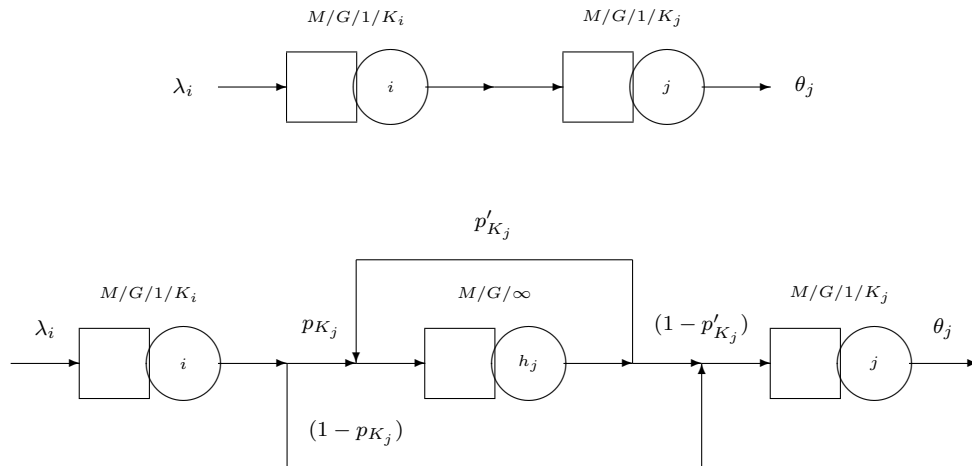 M/G/1/K_i M/G/1/K_j
λ_i i j θ_j
p'_{K_j}
M/G/1/K_i M/G/∞ M/G/1/K_j
λ_i p_{K_j} (1 − p'_{K_j}) θ_j
i h_j j
(1 − p_{K_j})